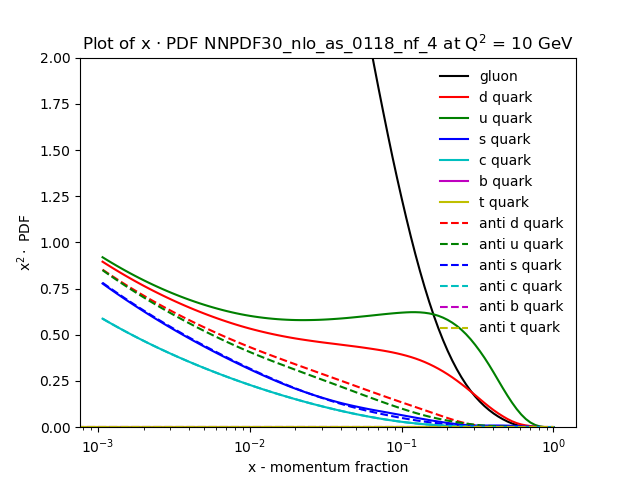 Plot of x · PDF NNPDF30_nlo_as_0118_nf_4 at Q² = 10 GeV
2.00
1.75
1.50
1.25
1.00
0.75
0.50
0.25
0.00
x² · PDF
gluon
d quark
u quark
s quark
c quark
b quark
t quark
anti d quark
anti u quark
anti s quark
anti c quark
anti b quark
anti t quark
10⁻³ 10⁻² 10⁻¹ 10⁰
x - momentum fraction